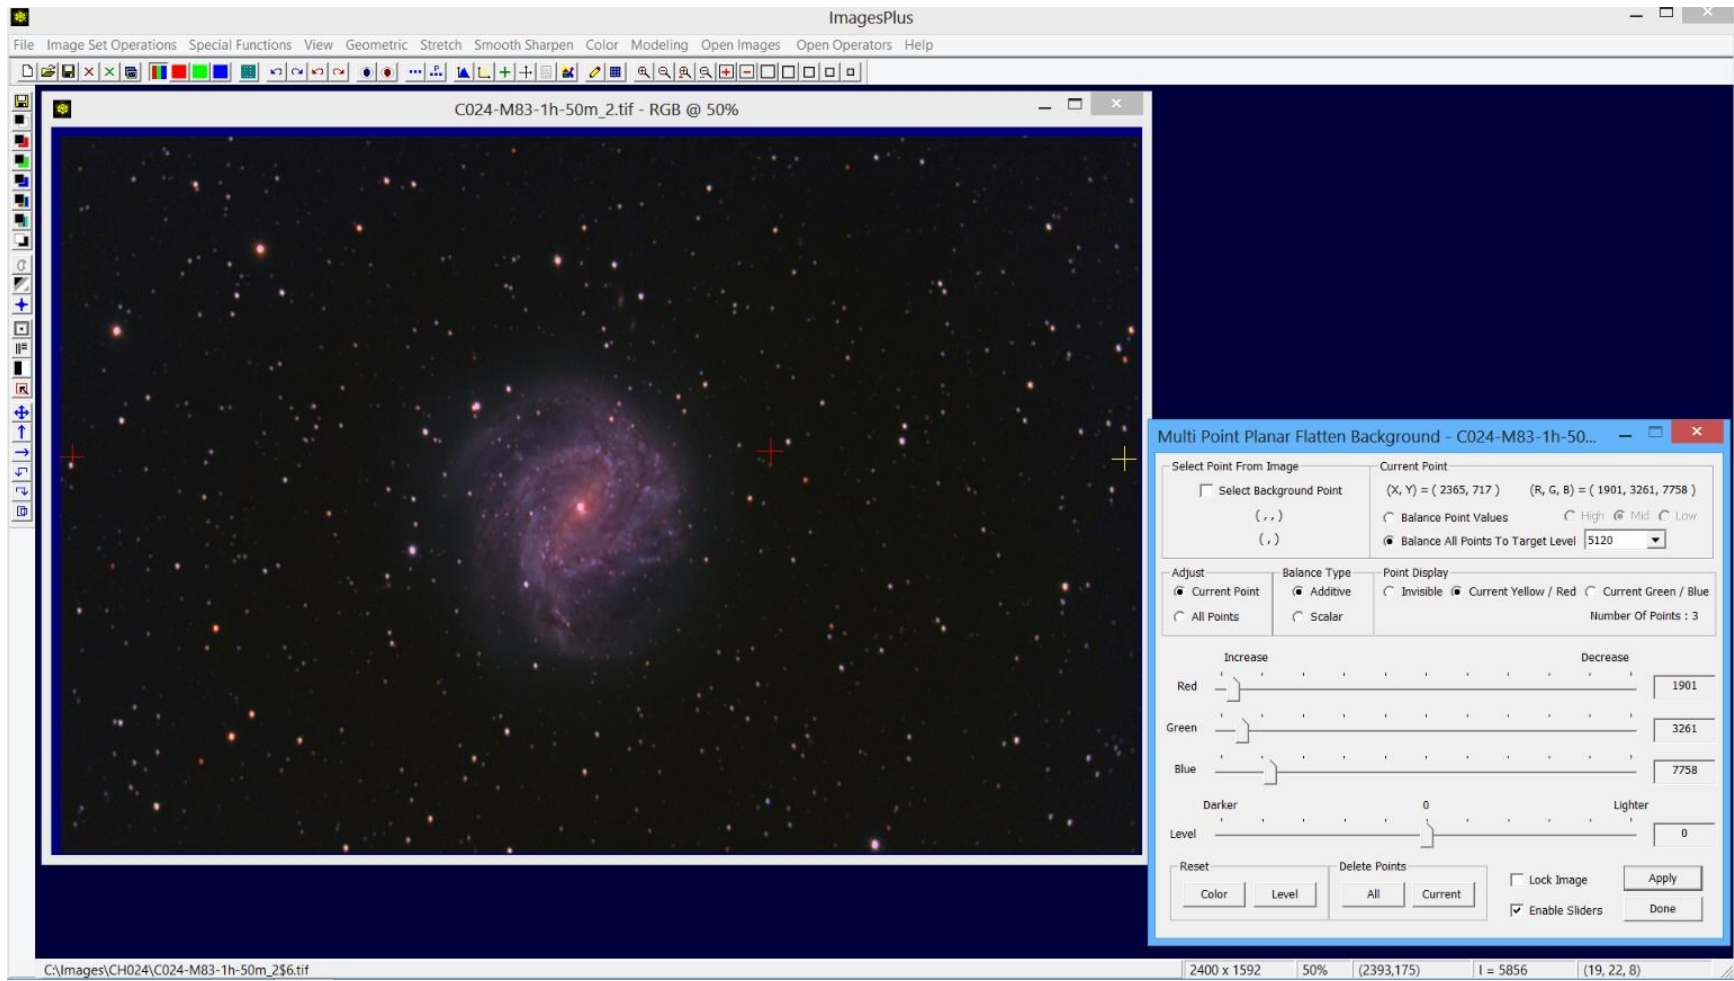 ImagesPlus
File Image Set Operations Special Functions View Geometric Stretch Smooth Sharpen Color Modeling Open Images Open Operators Help
C024-M83-1h-50m_2.tif - RGB @ 50%
Multi Point Planar Flatten Background - C024-M83-1h-50...
Select Point From Image
Select Background Point
(,,)
(,)
Current Point
(X, Y) = ( 2365, 717 ) (R, G, B) = ( 1901, 3261, 7758 )
Balance Point Values High Mid Low
Balance All Points To Target Level 5120
Adjust
Current Point
All Points
Balance Type
Additive
Scalar
Point Display
Invisible Current Yellow / Red Current Green / Blue
Number Of Points : 3
Increase Decrease
Red 1901
Green 3261
Blue 7758
Darker 0 Lighter
Level 0
Reset
Color Level
Delete Points
All Current
Lock Image
Enable Sliders
Apply
Done
C:\Images\CH024\C024-M83-1h-50m_2$6.tif
2400 x 1592 50% (2393,175) I = 5856 (19, 22, 8)